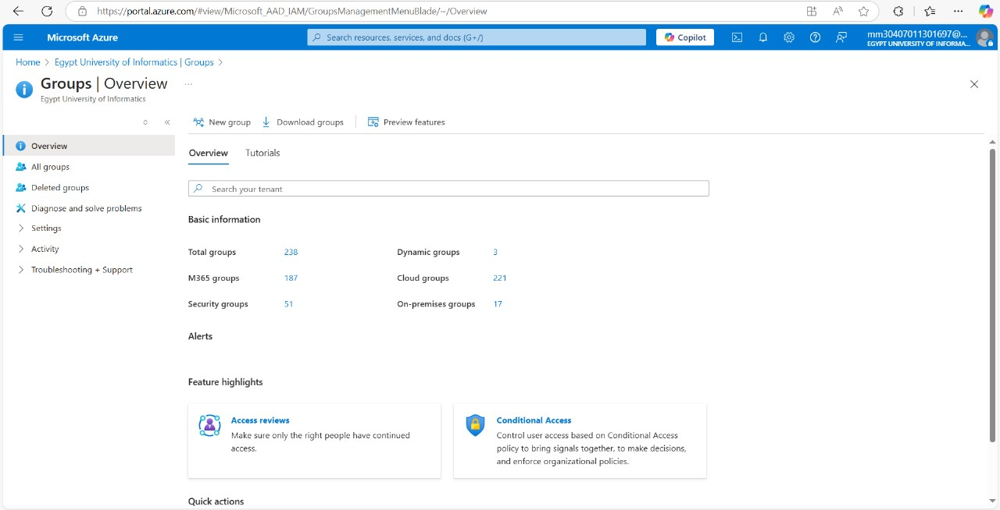 https://portal.azure.com/#view/Microsoft_AAD_IAM/GroupsManagementMenuBlade/~/Overview
Microsoft Azure
Search resources, services, and docs (G+/)
Copilot
mm30407011301697@...
EGYPT UNIVERSITY OF INFORMA...
Home > Egypt University of Informatics | Groups >
Groups | Overview ...
Egypt University of Informatics
New group
Download groups
Preview features
Overview
All groups
Deleted groups
Diagnose and solve problems
Settings
Activity
Troubleshooting + Support
Overview Tutorials
Search your tenant
Basic information
Total groups 238 Dynamic groups 3
M365 groups 187 Cloud groups 221
Security groups 51 On-premises groups 17
Alerts
Feature highlights
Access reviews
Make sure only the right people have continued
access.
Conditional Access
Control user access based on Conditional Access
policy to bring signals together, to make decisions,
and enforce organizational policies.
Quick actions